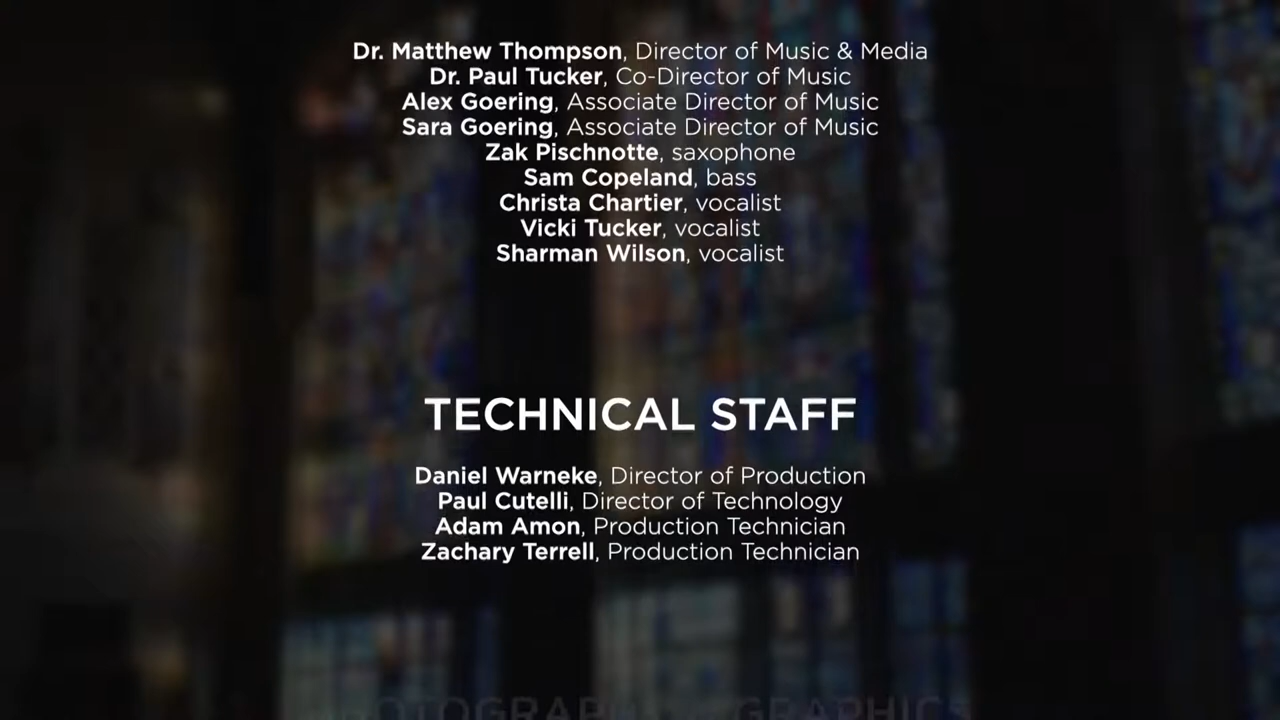 Dr. Matthew Thompson, Director of Music & Media
Dr. Paul Tucker, Co-Director of Music
Alex Goering, Associate Director of Music
Sara Goering, Associate Director of Music
Zak Pischnotte, saxophone
Sam Copeland, bass
Christa Chartier, vocalist
Vicki Tucker, vocalist
Sharman Wilson, vocalist
TECHNICAL STAFF
Daniel Warneke, Director of Production
Paul Cutelli, Director of Technology
Adam Amon, Production Technician
Zachary Terrell, Production Technician